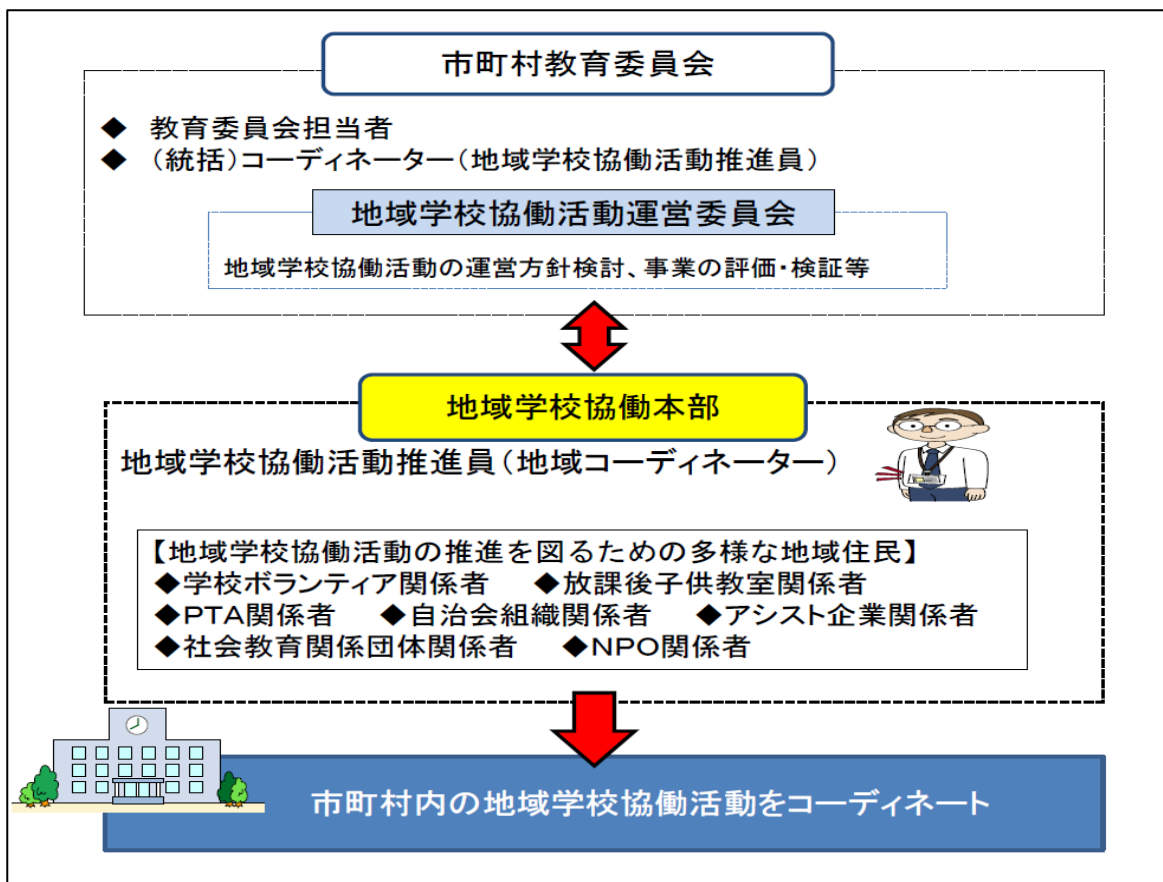 市町村教育委員会
◆ 教育委員会担当者
◆ (統括)コーディネーター(地域学校協働活動推進員)
地域学校協働活動運営委員会
地域学校協働活動の運営方針検討、事業の評価・検証等
地域学校協働本部
地域学校協働活動推進員(地域コーディネーター)
【地域学校協働活動の推進を図るための多様な地域住民】
◆学校ボランティア関係者 ◆放課後子供教室関係者
◆PTA関係者 ◆自治会組織関係者 ◆アシスト企業関係者
◆社会教育関係団体関係者 ◆NPO関係者
市町村内の地域学校協働活動をコーディネート